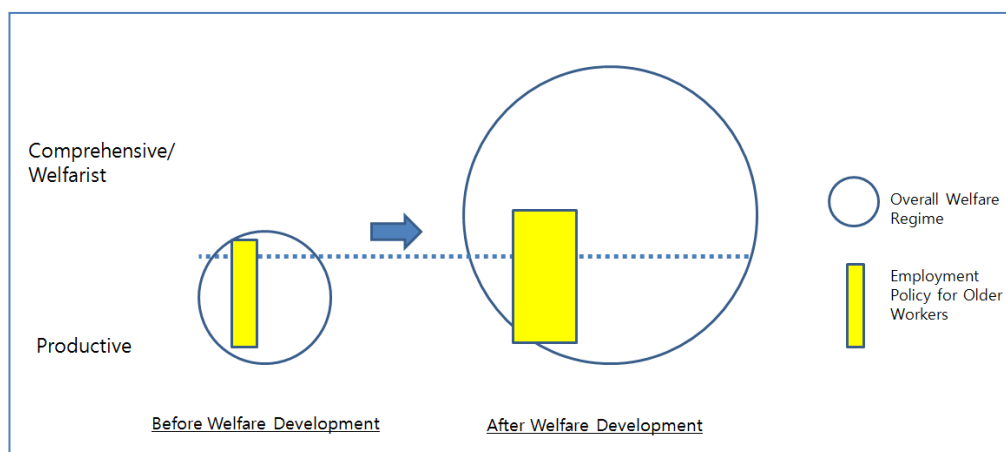 Comprehensive/
Welfarist
Productive
Before Welfare Development
After Welfare Development
Overall Welfare
Regime
Employment
Policy for Older
Workers